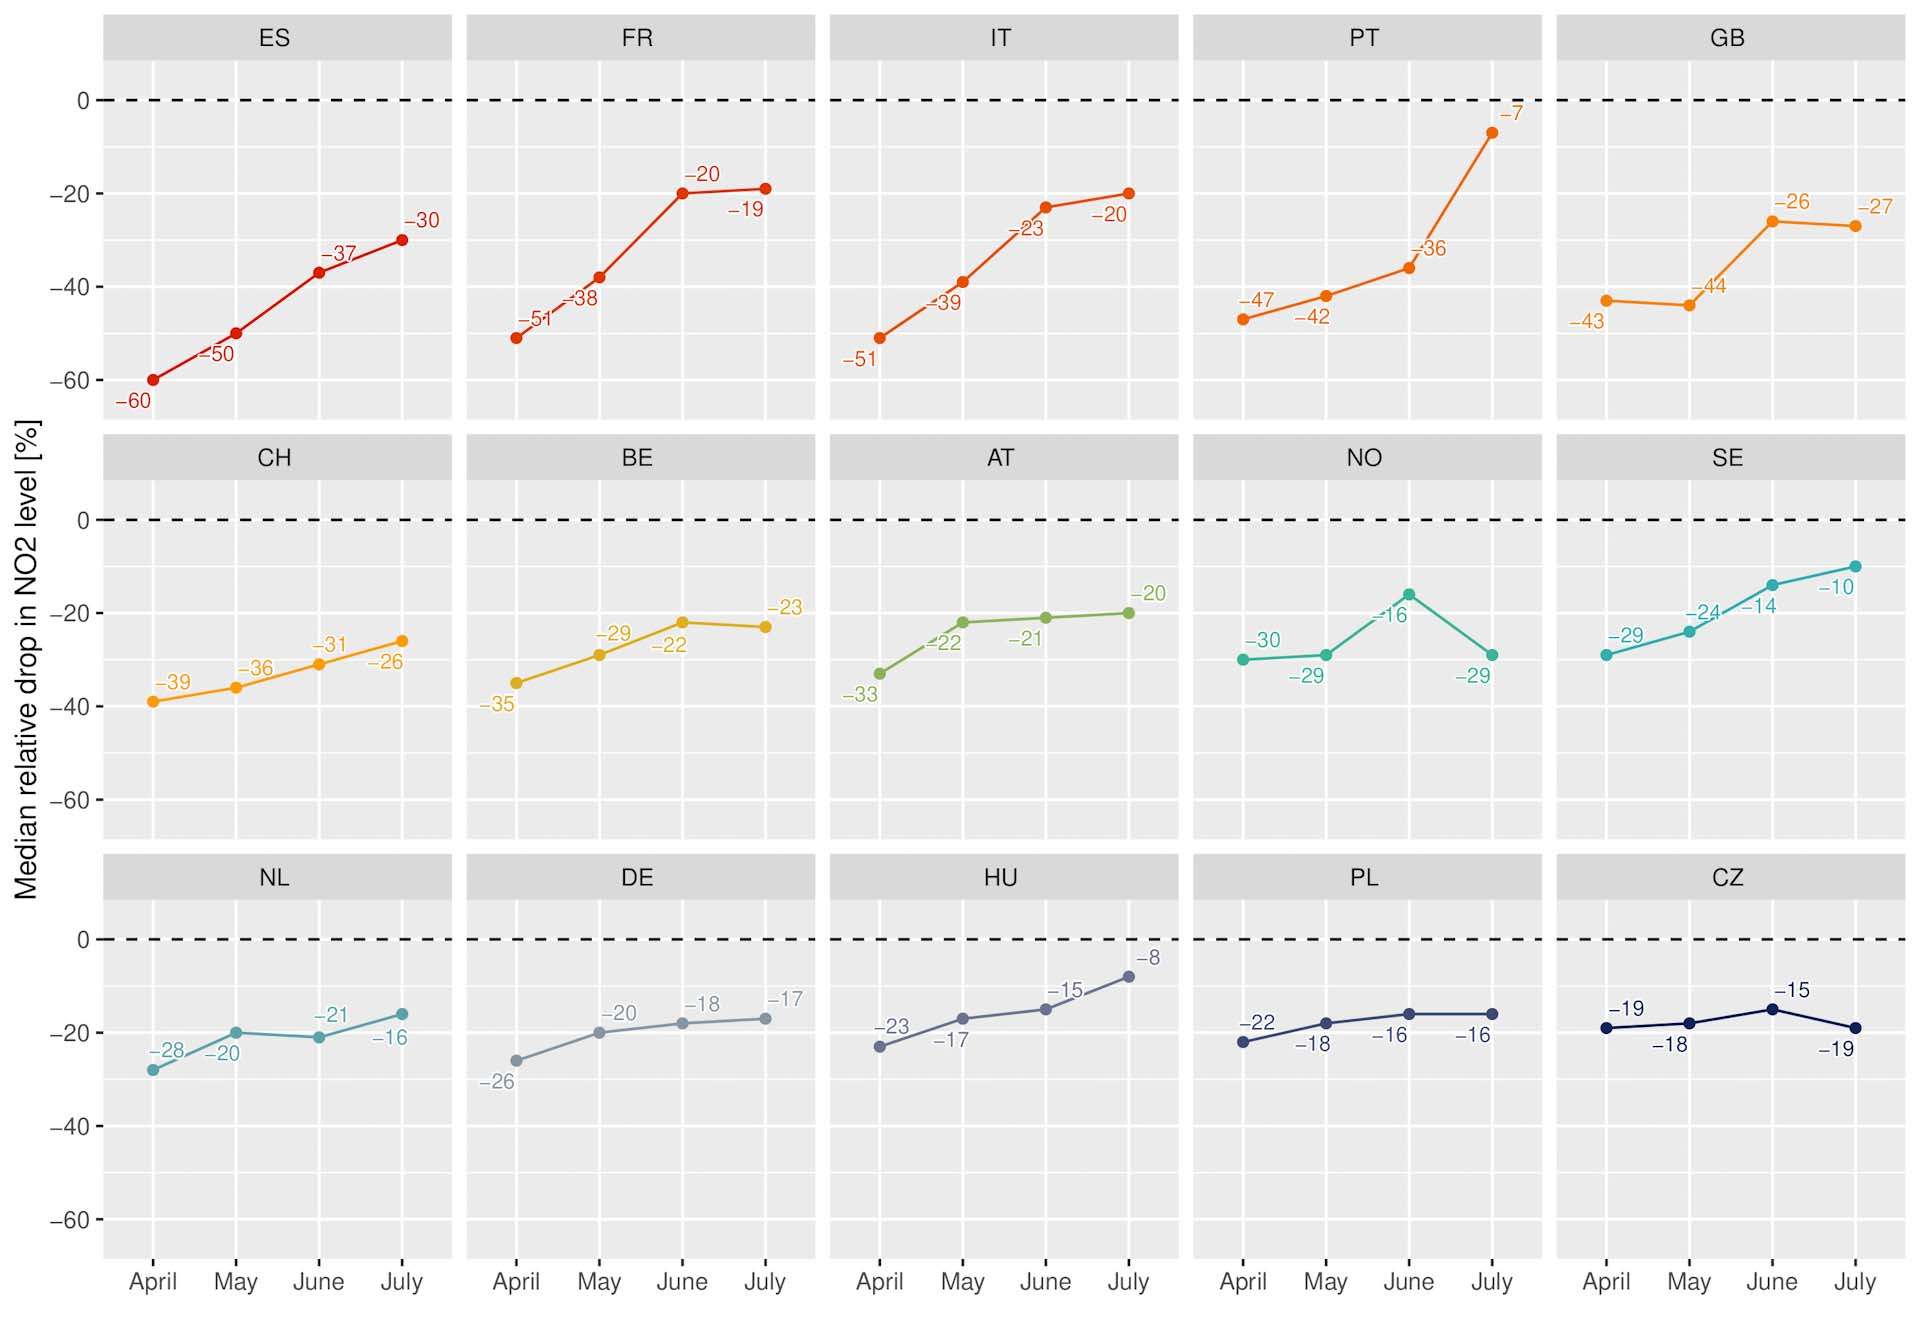 ES FR IT PT GB
0
−20
−40
−60
−60 −50 −37 −30
−51 −38 −20 −19
−51 −39 −23 −20
−47 −42 −36 −7
−43 −44 −26 −27
CH BE AT NO SE
0
−20
−40
−60
−39 −36 −31 −26
−35 −29 −22 −23
−33 −22 −21 −20
−30 −29 −16 −29
−29 −24 −14 −10
NL DE HU PL CZ
0
−20
−40
−60
−28 −20 −21 −16
−26 −20 −18 −17
−23 −17 −15 −8
−22 −18 −16 −16
−19 −18 −15 −19
April May June July April May June July April May June July April May June July April May June July
Median relative drop in NO2 level [%]